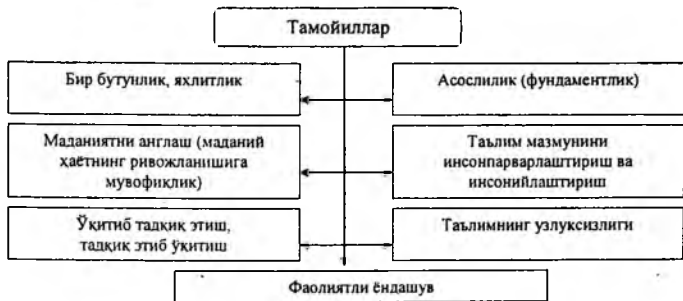 Тамойиллар
Бир бутунлик, яхлитлик
Асослилик (фундаментлик)
Маданиятни англаш (маданий
ҳаётнинг ривожланишига
мувофиқлик)
Таълим мазмунини
инсонпарварлаштириш ва
инсонийлаштириш
Ўқитиб тадқиқ этиш,
тадқиқ этиб ўқитиш
Таълимнинг узлуксизлиги
Фаолиятли ёндашув